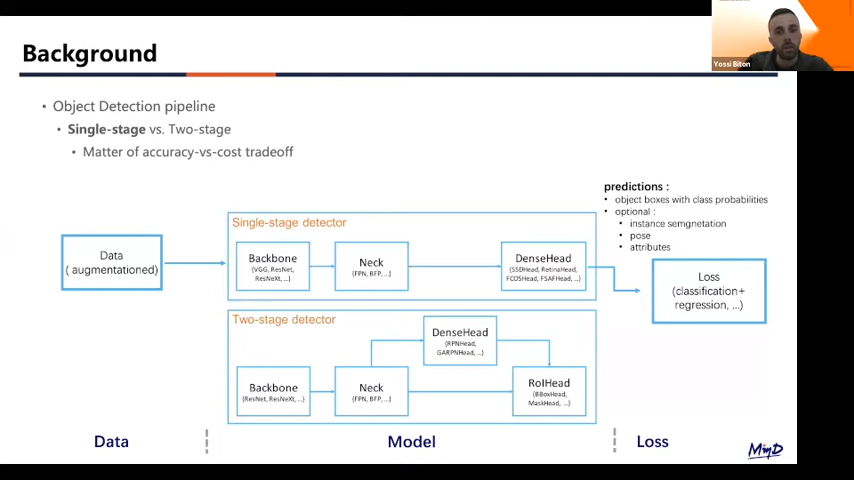 Background
Yossi Biton
• Object Detection pipeline
• Single-stage vs. Two-stage
• Matter of accuracy-vs-cost tradeoff
predictions :
• object boxes with class probabilities
• optional :
• instance semgnetation
• pose
• attributes
Single-stage detector
Data
( augmentationed)
Backbone
(VGG, ResNet,
ResNeXt, ...)
Neck
(FPN, BFP, ...)
DenseHead
(SSDHead, RetinaHead,
FCOSHead, FSAFHead, ...)
Loss
(classification+
regression, ...)
Two-stage detector
DenseHead
(RPNHead,
GARPNHead, ...)
Backbone
(ResNet, ResNeXt, ...)
Neck
(FPN, BFP, ...)
RoIHead
(BBoxHead,
MaskHead, ...)
Data
Model
Loss
MinD